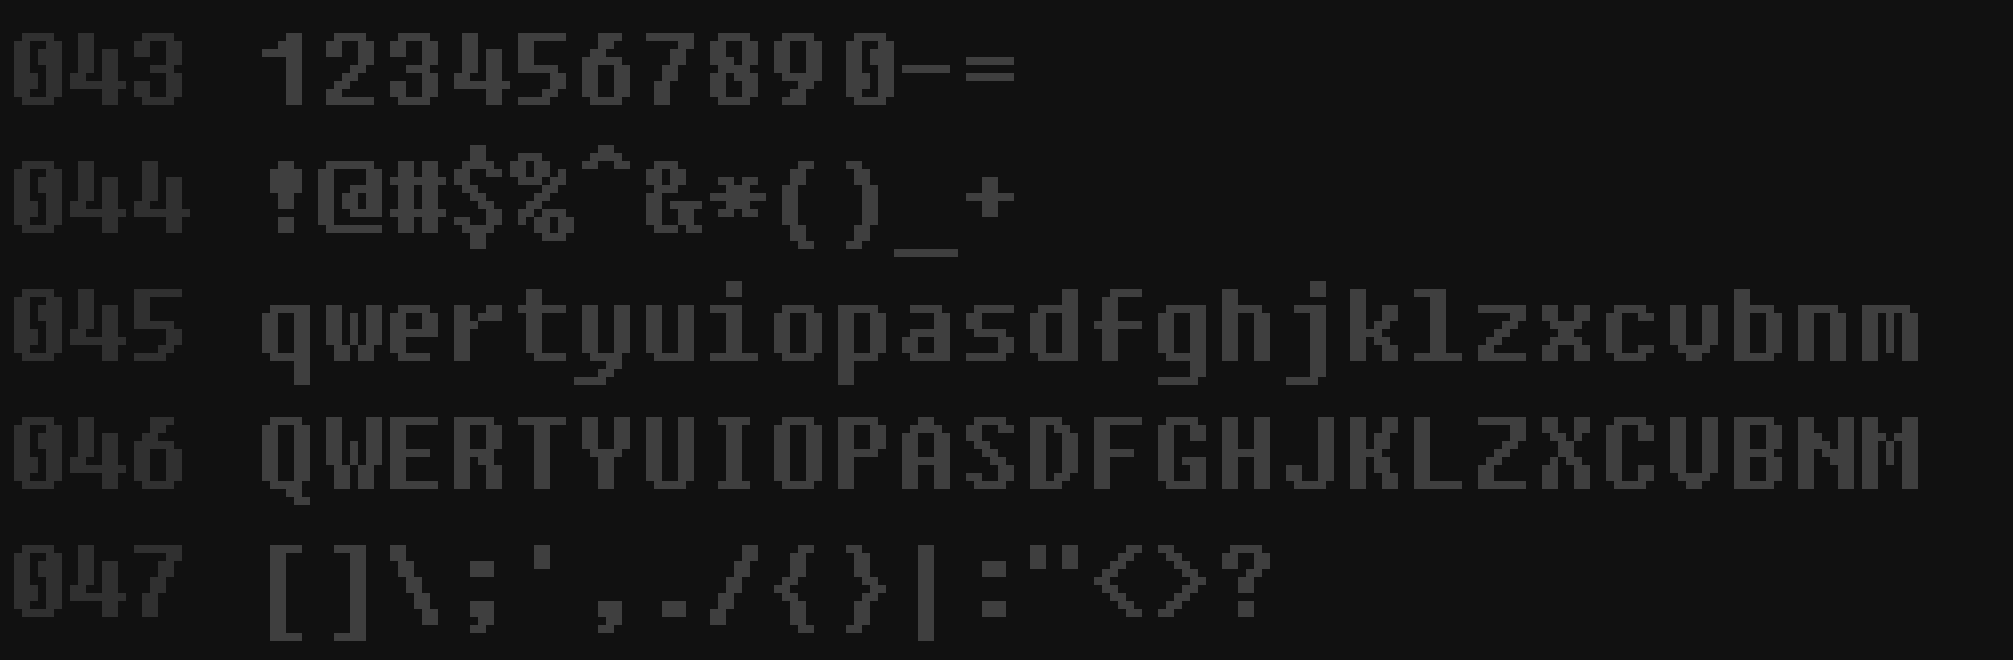 043 1234567890-=
044 !@#$%^&*()_+
045 qwertyuiopasdfghjklzxcvbnm
046 QWERTYUIOPASDFGHJKLZXCVBNM
047 []\;',./{}|:"<>?